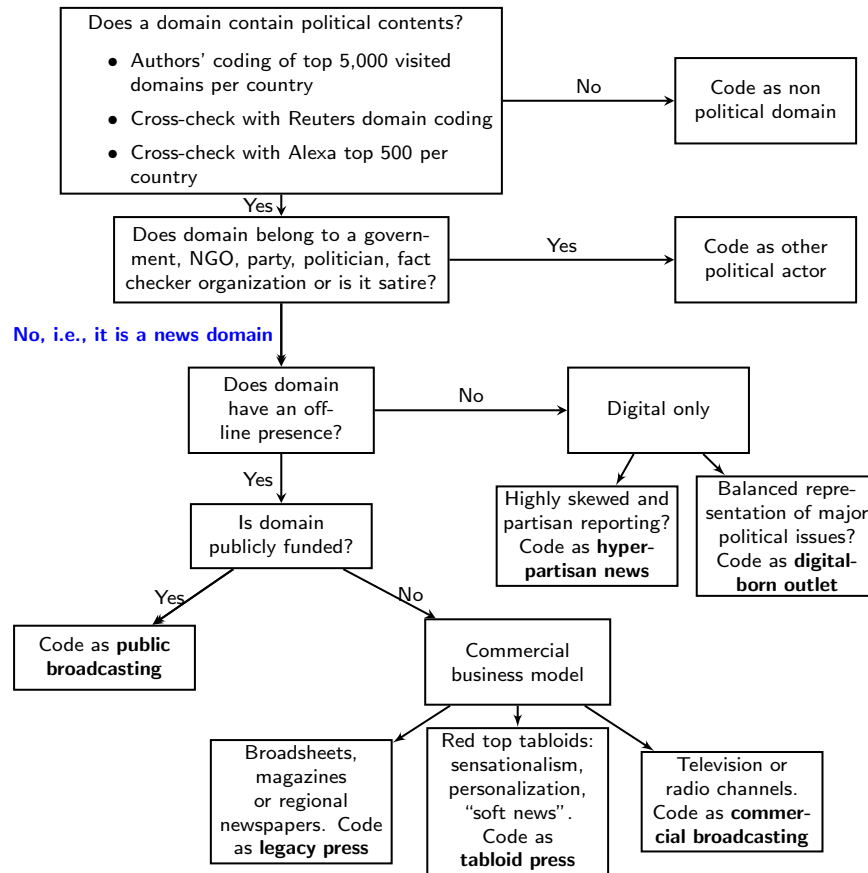 Does a domain contain political contents?
• Authors' coding of top 5,000 visited
domains per country
• Cross-check with Reuters domain coding
• Cross-check with Alexa top 500 per
country
No
Code as non
political domain
Yes
Does domain belong to a govern-
ment, NGO, party, politician, fact
checker organization or is it satire?
Yes
Code as other
political actor
No, i.e., it is a news domain
Does domain
have an off-
line presence?
No
Digital only
Yes
Highly skewed and
partisan reporting?
Code as hyper-
partisan news
Balanced repre-
sentation of major
political issues?
Code as digital-
born outlet
Is domain
publicly funded?
Yes
No
Code as public
broadcasting
Commercial
business model
Broadsheets,
magazines
or regional
newspapers. Code
as legacy press
Red top tabloids:
sensationalism,
personalization,
“soft news”.
Code as
tabloid press
Television or
radio channels.
Code as commer-
cial broadcasting